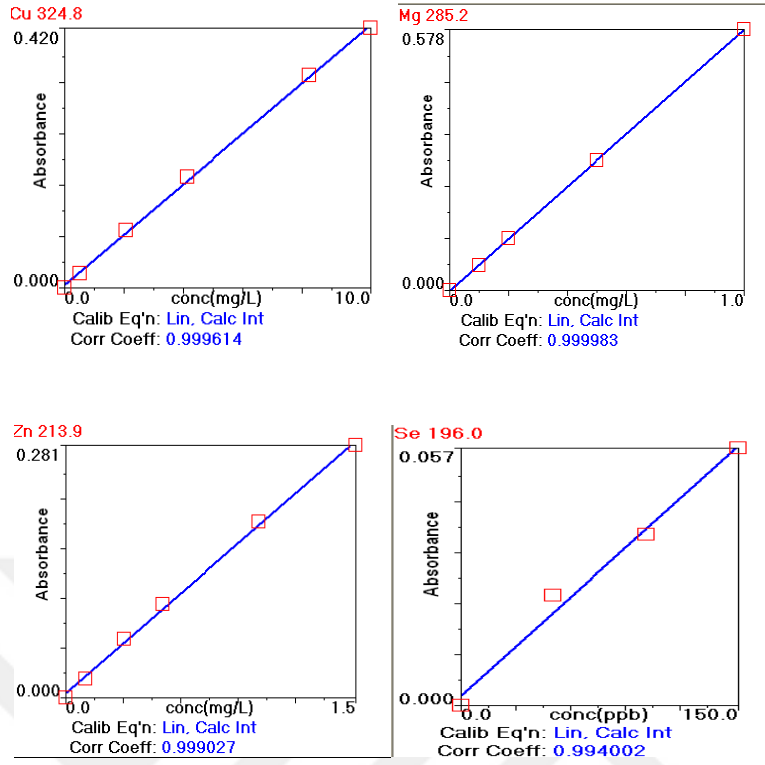 Cu 324.8
0.420
Absorbance
0.000
0.0 conc(mg/L) 10.0
Calib Eq'n: Lin, Calc Int
Corr Coeff: 0.999614
Mg 285.2
0.578
Absorbance
0.000
0.0 conc(mg/L) 1.0
Calib Eq'n: Lin, Calc Int
Corr Coeff: 0.999983
Zn 213.9
0.281
Absorbance
0.000
0.0 conc(mg/L) 1.5
Calib Eq'n: Lin, Calc Int
Corr Coeff: 0.999027
Se 196.0
0.057
Absorbance
0.000
0.0 conc(ppb) 150.0
Calib Eq'n: Lin, Calc Int
Corr Coeff: 0.994002